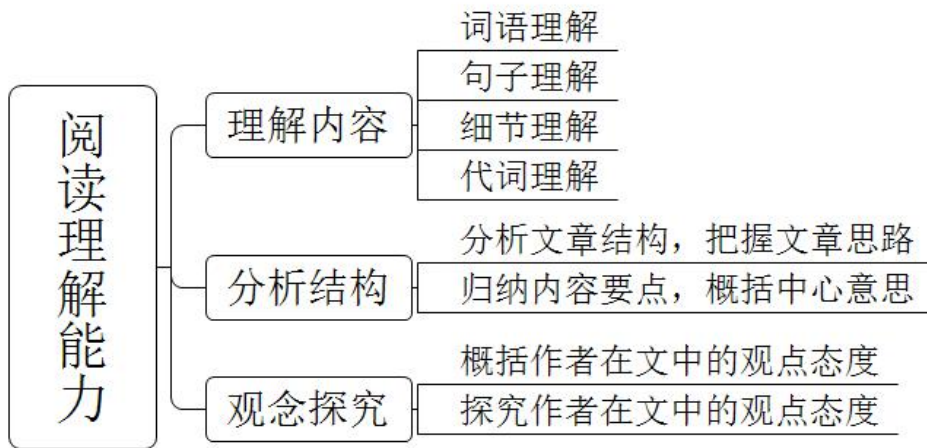 阅读理解能力
理解内容
词语理解
句子理解
细节理解
代词理解
分析结构
分析文章结构，把握文章思路
归纳内容要点，概括中心意思
观念探究
概括作者在文中的观点态度
探究作者在文中的观点态度